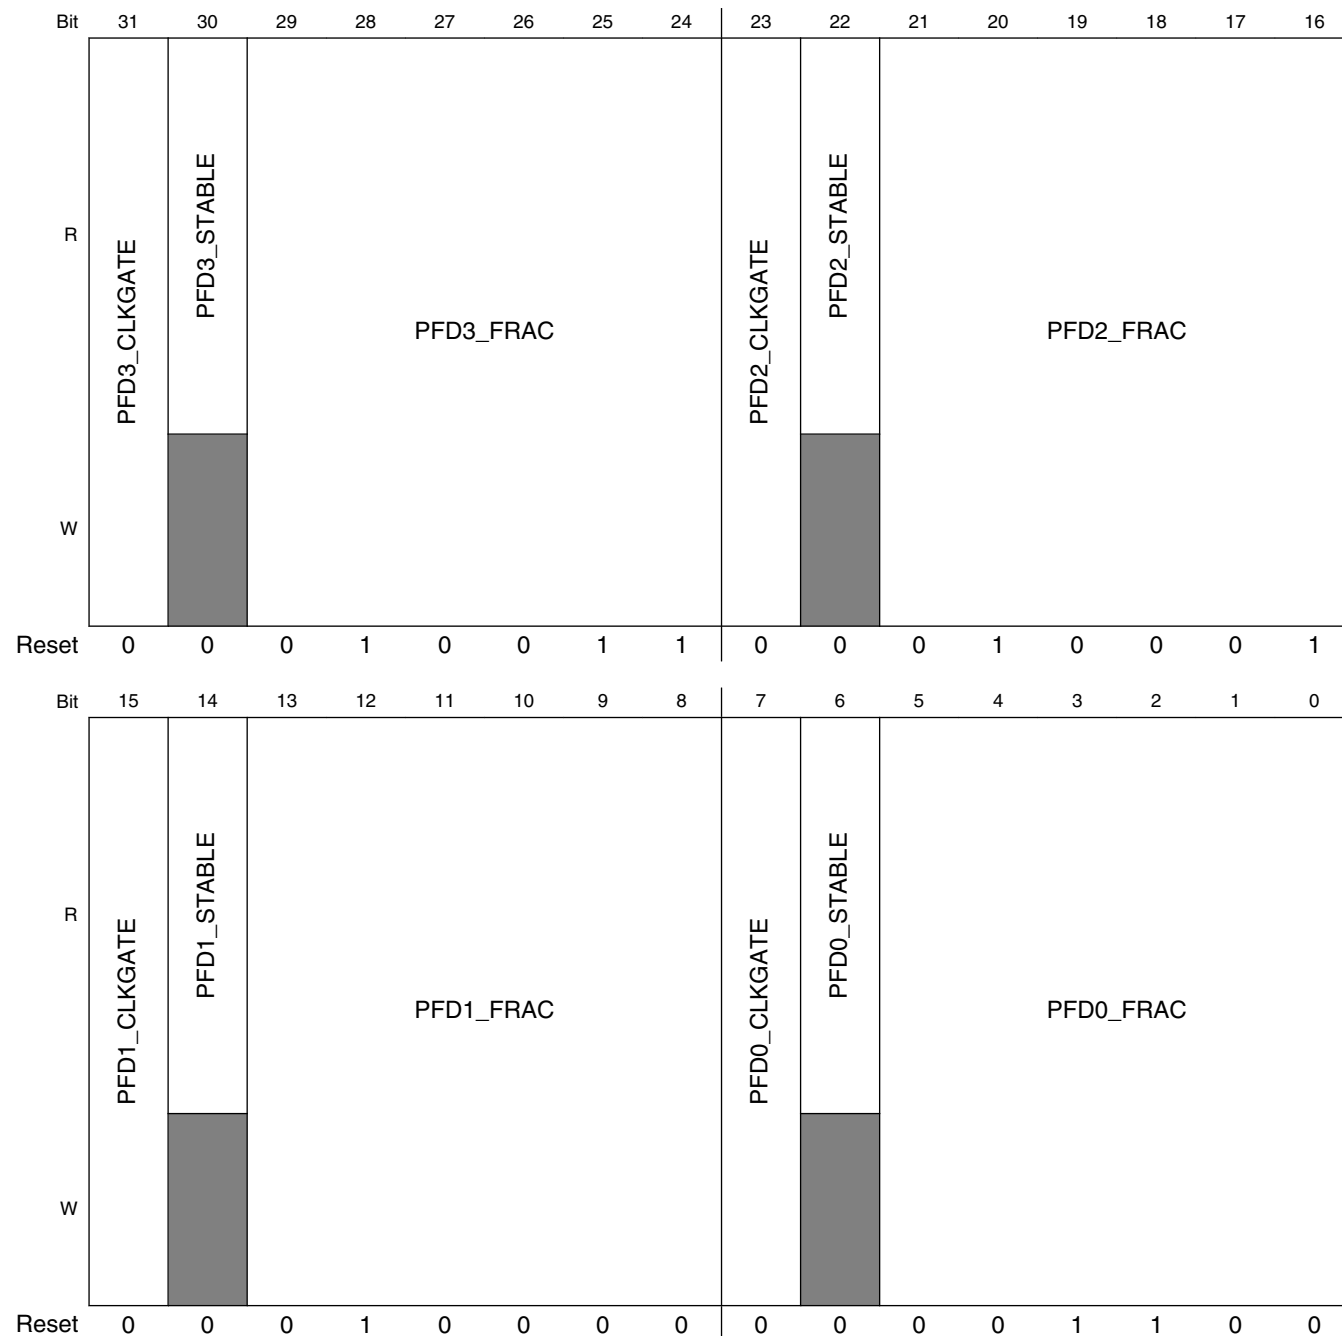 Bit 31 30 29 28 27 26 25 24 23 22 21 20 19 18 17 16
R
PFD3_CLKGATE
PFD3_STABLE
PFD3_FRAC
PFD2_CLKGATE
PFD2_STABLE
PFD2_FRAC
W
Reset 0 0 0 1 0 0 1 1 0 0 0 1 0 0 0 1
Bit 15 14 13 12 11 10 9 8 7 6 5 4 3 2 1 0
R
PFD1_CLKGATE
PFD1_STABLE
PFD1_FRAC
PFD0_CLKGATE
PFD0_STABLE
PFD0_FRAC
W
Reset 0 0 0 1 0 0 0 0 0 0 0 0 1 1 0 0